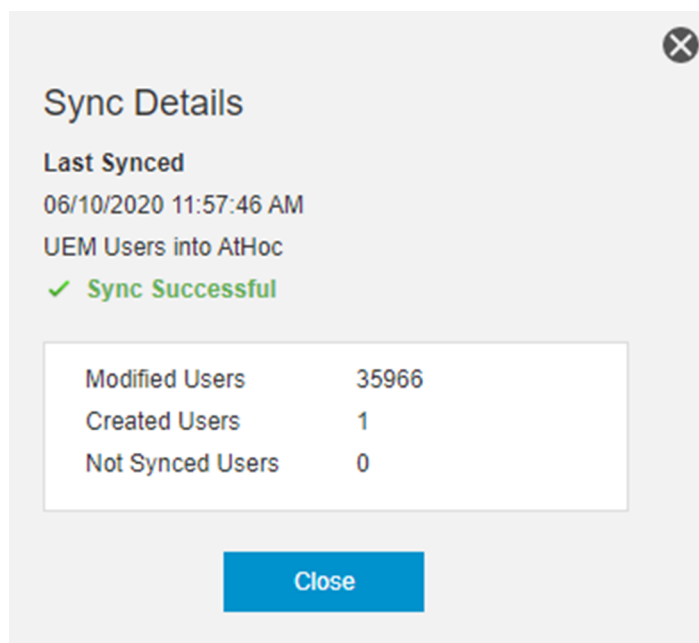 Sync Details
Last Synced
06/10/2020 11:57:46 AM
UEM Users into AtHoc
Sync Successful
Modified Users 35966
Created Users 1
Not Synced Users 0
Close